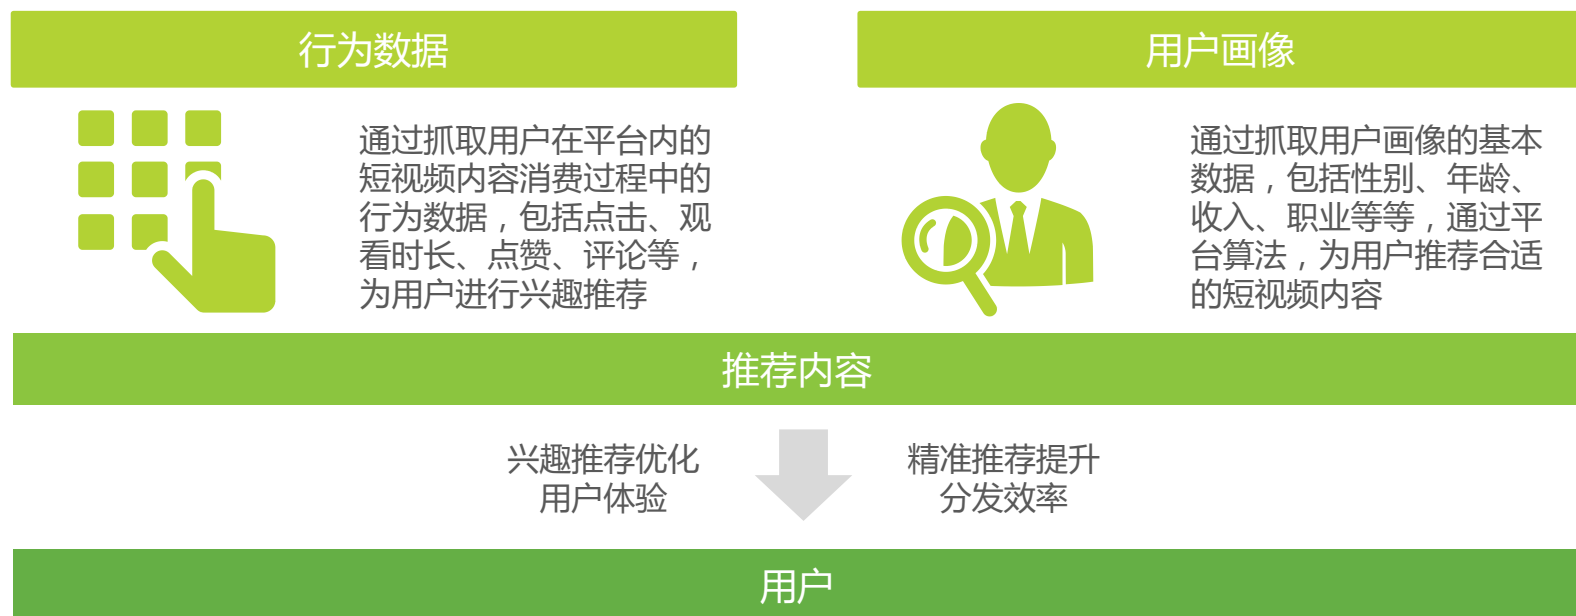 行为数据
通过抓取用户在平台内的
短视频内容消费过程中的
行为数据，包括点击、观
看时长、点赞、评论等，
为用户进行兴趣推荐
用户画像
通过抓取用户画像的基本
数据，包括性别、年龄、
收入、职业等等，通过平
台算法，为用户推荐合适
的短视频内容
推荐内容
兴趣推荐优化
用户体验
精准推荐提升
分发效率
用户